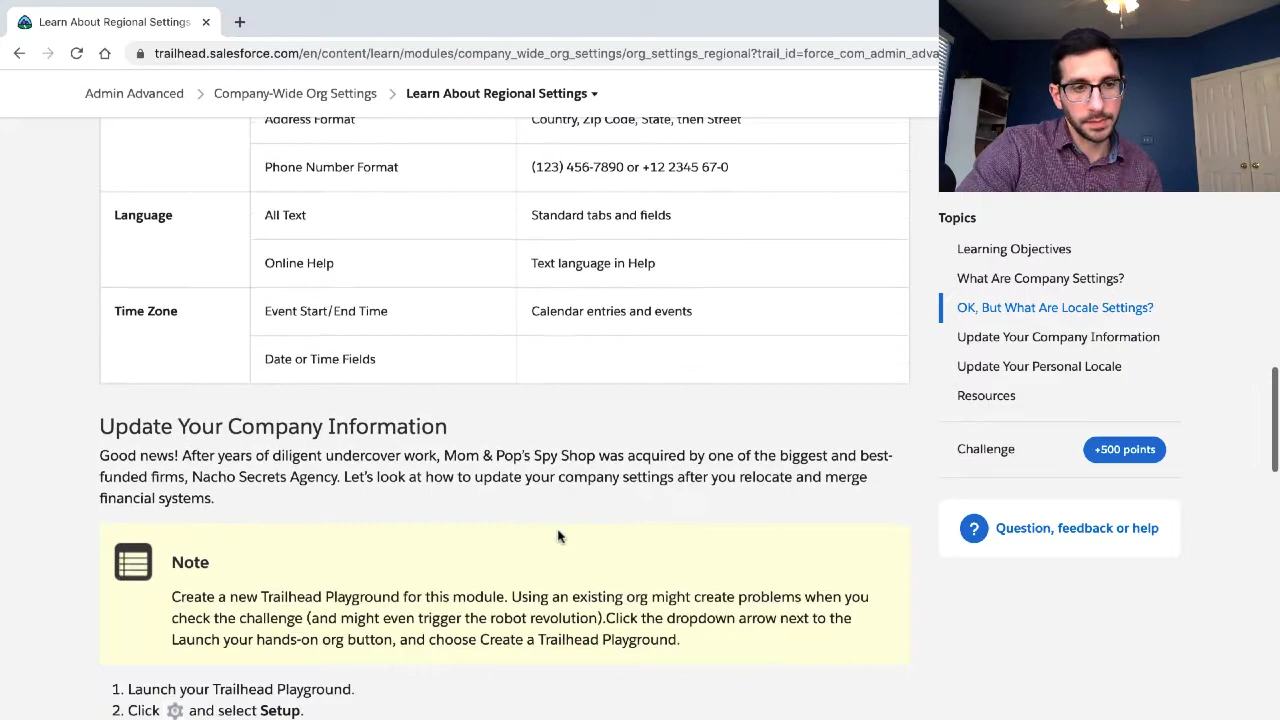 Learn About Regional Settings
trailhead.salesforce.com/en/content/learn/modules/company_wide_org_settings/org_settings_regional?trail_id=force_com_admin_adva
Admin Advanced > Company-Wide Org Settings > Learn About Regional Settings
Address Format Country, Zip Code, State, then Street
Phone Number Format (123) 456-7890 or +12 2345 67-0
Language All Text Standard tabs and fields
Online Help Text language in Help
Time Zone Event Start/End Time Calendar entries and events
Date or Time Fields
Update Your Company Information
Good news! After years of diligent undercover work, Mom & Pop's Spy Shop was acquired by one of the biggest and best-
funded firms, Nacho Secrets Agency. Let's look at how to update your company settings after you relocate and merge
financial systems.
Note
Create a new Trailhead Playground for this module. Using an existing org might create problems when you
check the challenge (and might even trigger the robot revolution).Click the dropdown arrow next to the
Launch your hands-on org button, and choose Create a Trailhead Playground.
1. Launch your Trailhead Playground.
2. Click and select Setup.
Topics
Learning Objectives
What Are Company Settings?
OK, But What Are Locale Settings?
Update Your Company Information
Update Your Personal Locale
Resources
Challenge +500 points
? Question, feedback or help